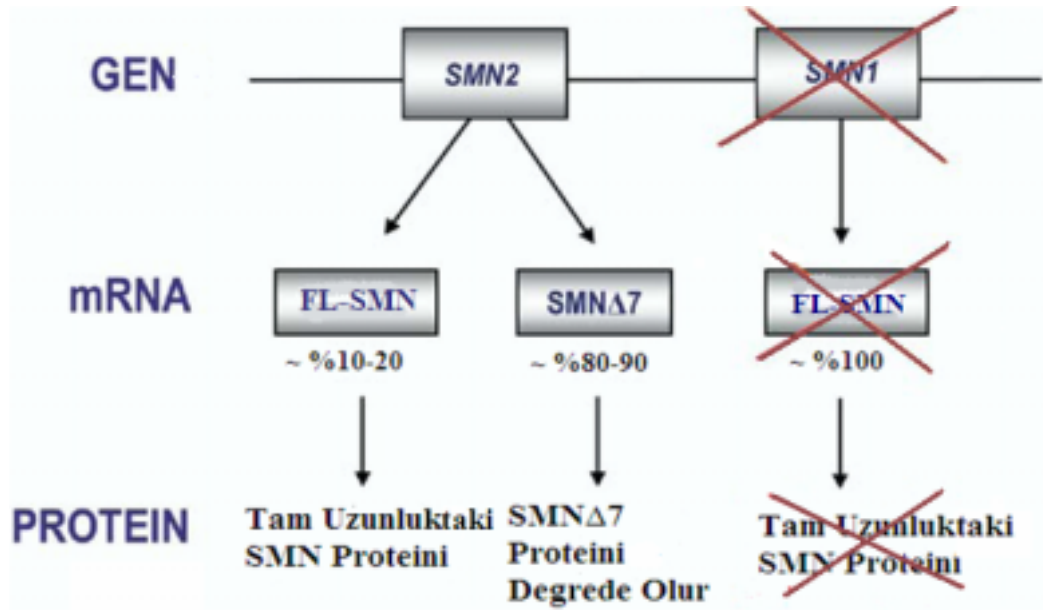 GEN
SMN2
SMN1
mRNA
FL-SMN
SMNΔ7
FL-SMN
~ %10-20
~ %80-90
~ %100
PROTEIN
Tam Uzunluktaki
SMN Proteini
SMNΔ7
Proteini
Degrede Olur
Tam Uzunluktaki
SMN Proteinı